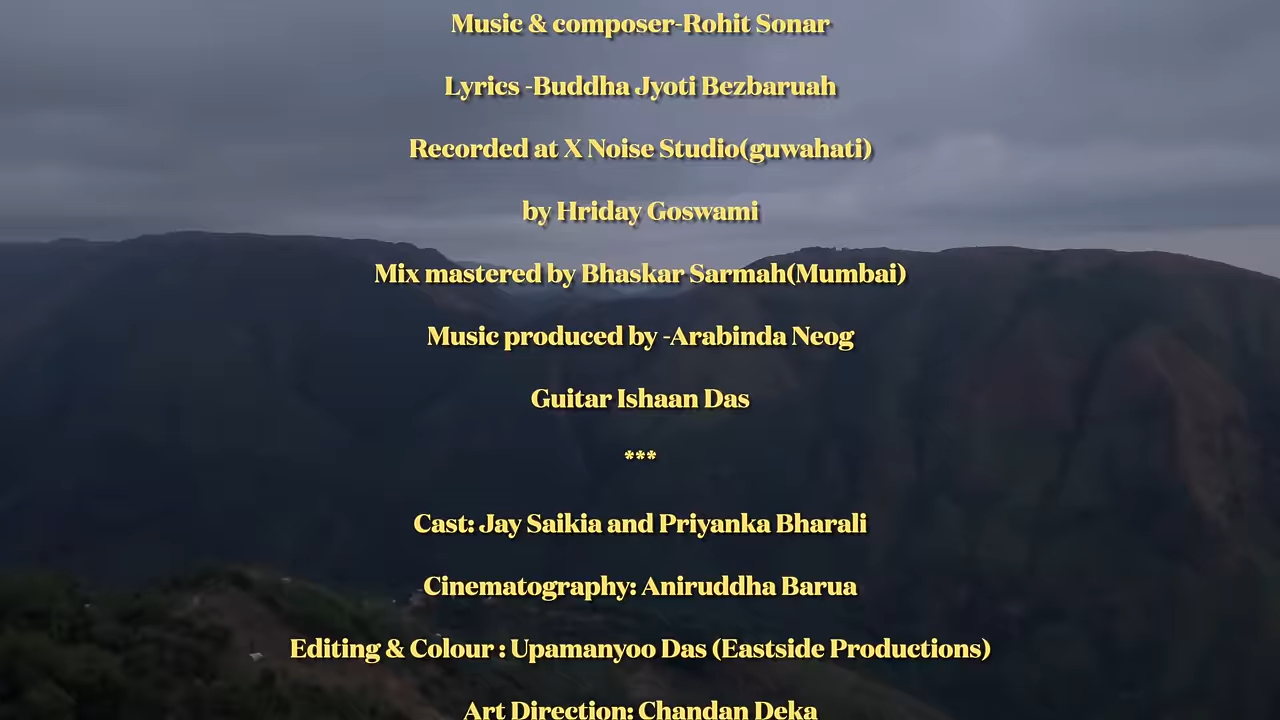 Music & composer-Rohit Sonar
Lyrics -Buddha Jyoti Bezbaruah
Recorded at X Noise Studio(guwahati)
by Hriday Goswami
Mix mastered by Bhaskar Sarmah(Mumbai)
Music produced by -Arabinda Neog
Guitar Ishaan Das
***
Cast: Jay Saikia and Priyanka Bharali
Cinematography: Aniruddha Barua
Editing & Colour : Upamanyoo Das (Eastside Productions)
Art Direction: Chandan Deka